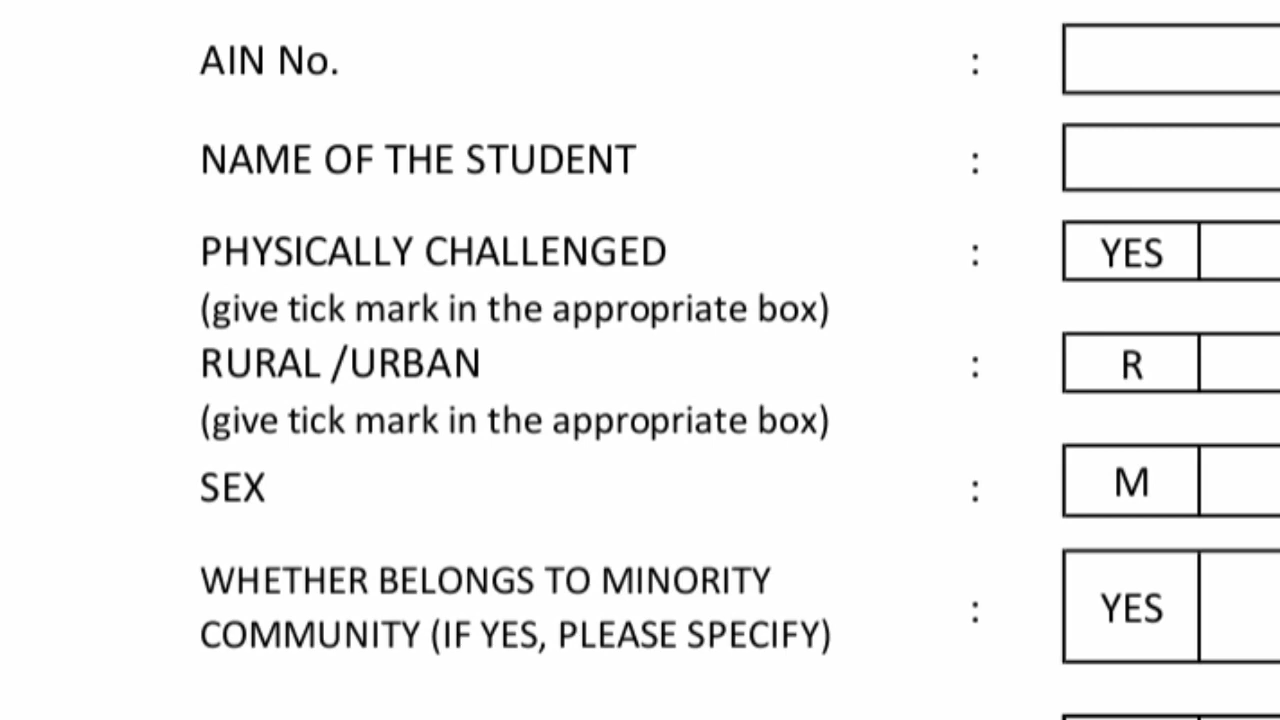 AIN No. :
NAME OF THE STUDENT :
PHYSICALLY CHALLENGED : YES
(give tick mark in the appropriate box)
RURAL /URBAN : R
(give tick mark in the appropriate box)
SEX : M
WHETHER BELONGS TO MINORITY
COMMUNITY (IF YES, PLEASE SPECIFY) : YES